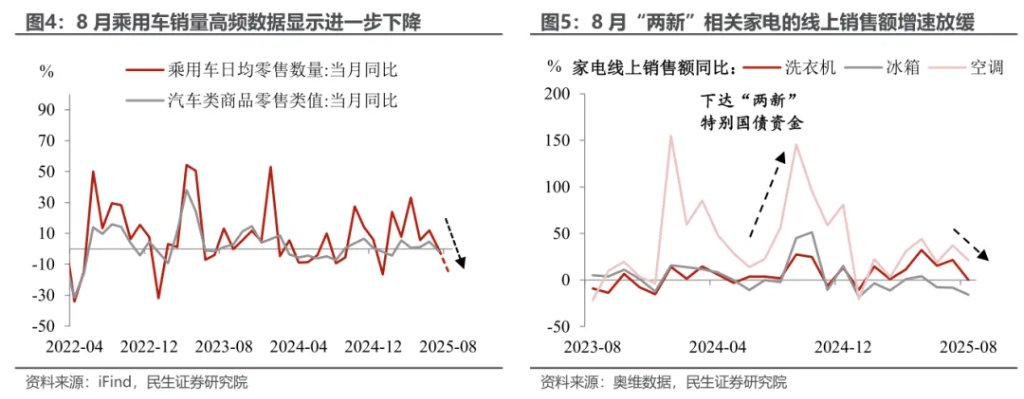 图4：8 月乘用车销量高频数据显示进一步下降
%
乘用车日均零售数量:当月同比
汽车类商品零售类值:当月同比
90
70
50
30
10
-10
-30
-50
2022-04
2022-12
2023-08
2024-04
2024-12
2025-08
资料来源：iFind，民生证券研究院
图5：8 月“两新”相关家电的线上销售额增速放缓
%
家电线上销售额同比：
洗衣机
冰箱
空调
下达“两新”
特别国债资金
200
150
100
50
0
-50
2023-08
2024-04
2024-12
2025-08
资料来源：奥维数据，民生证券研究院